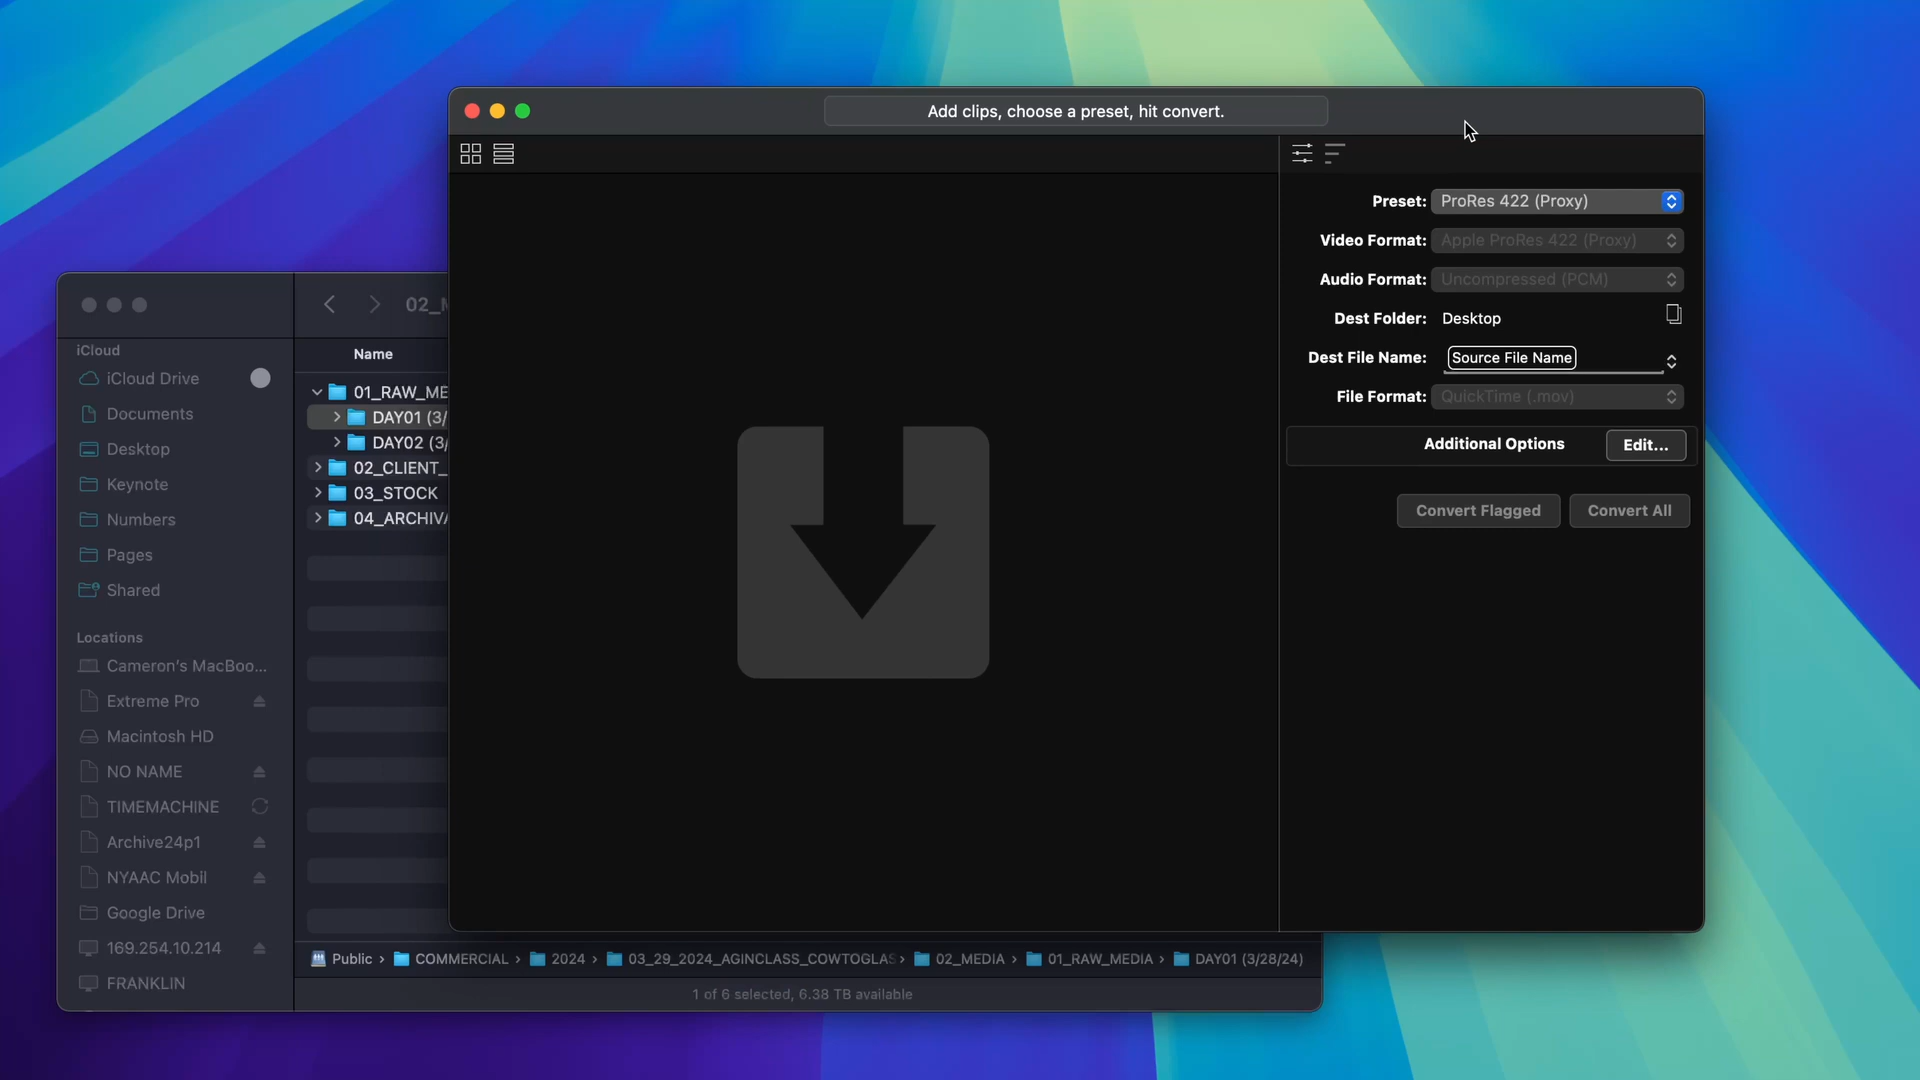 Add clips, choose a preset, hit convert.
Preset: ProRes 422 (Proxy)
Video Format: Apple ProRes 422 (Proxy)
Audio Format: Uncompressed (PCM)
Dest Folder: Desktop
Dest File Name: Source File Name
File Format: QuickTime (.mov)
Additional Options Edit...
Convert Flagged Convert All
iCloud
iCloud Drive
Documents
Desktop
Keynote
Numbers
Pages
Shared
Locations
Cameron's MacBoo...
Extreme Pro
Macintosh HD
NO NAME
TIMEMACHINE
Archive24p1
NYAAC Mobil
Google Drive
169.254.10.214
FRANKLIN
Name
01_RAW_ME
DAY01 (3/
DAY02 (3/
02_CLIENT_
03_STOCK
04_ARCHIV
Public › COMMERCIAL › 2024 › 03_29_2024_AGINCLASS_COWTOGLAS › 02_MEDIA › 01_RAW_MEDIA › DAY01 (3/28/24)
1 of 6 selected, 6.38 TB available